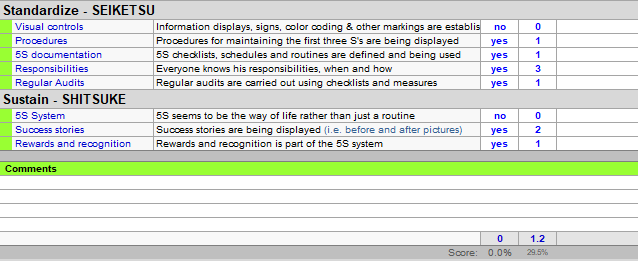 Standardize - SEIKETSU
Visual controls Information displays, signs, color coding & other markings are establis no 0
Procedures Procedures for maintaining the first three S's are being displayed yes 1
5S documentation 5S checklists, schedules and routines are defined and being used yes 1
Responsibilities Everyone knows his responsibilities, when and how yes 3
Regular Audits Regular audits are carried out using checklists and measures yes 1
Sustain - SHITSUKE
5S System 5S seems to be the way of life rather than just a routine no 0
Success stories Success stories are being displayed (i.e. before and after pictures) yes 2
Rewards and recognition Rewards and recognition is part of the 5S system yes 1
Comments
0 1.2
Score: 0.0% 29.5%